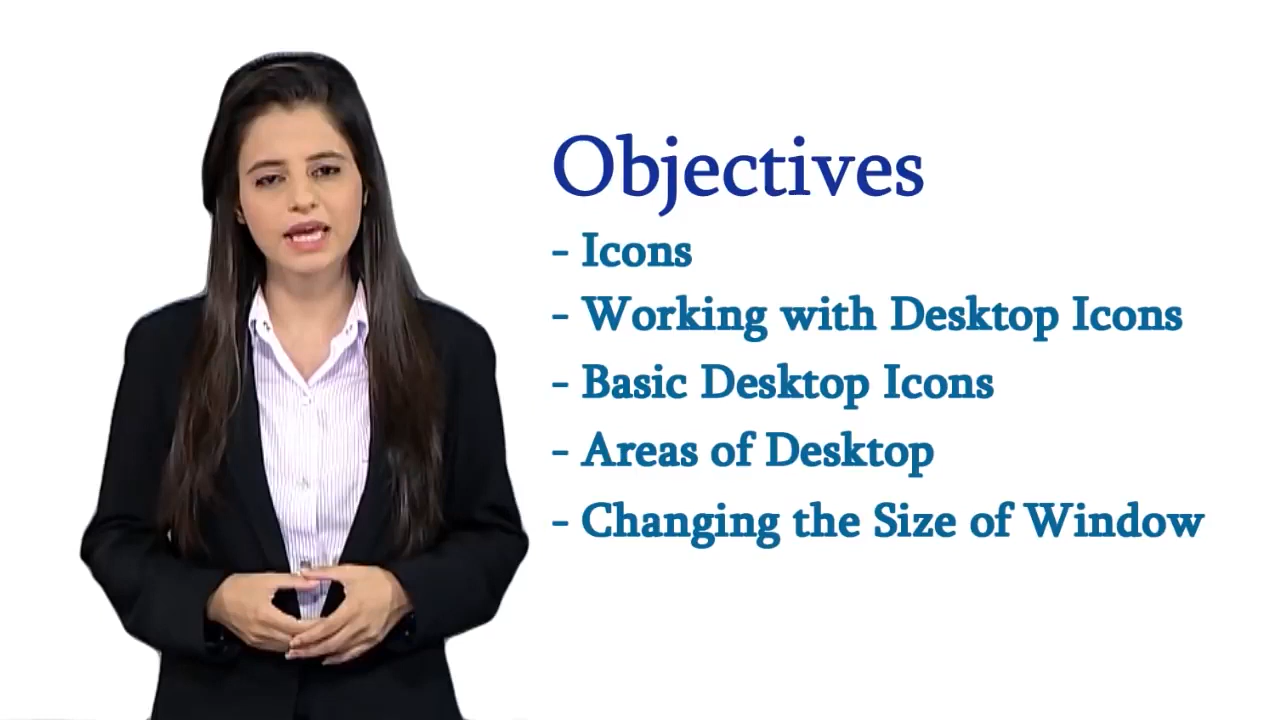 Objectives
- Icons
- Working with Desktop Icons
- Basic Desktop Icons
- Areas of Desktop
- Changing the Size of Window